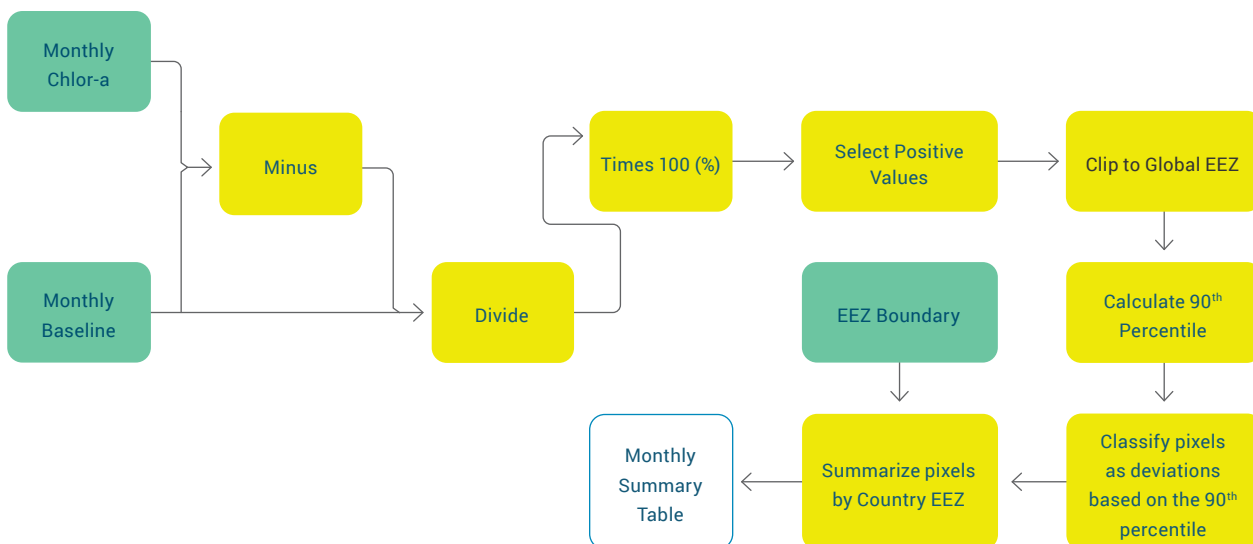 Monthly
Chlor-a
Minus
Times 100 (%)
Select Positive
Values
Clip to Global EEZ
Monthly
Baseline
Divide
EEZ Boundary
Calculate 90th
Percentile
Monthly
Summary
Table
Summarize pixels
by Country EEZ
Classify pixels
as deviations
based on the 90th
percentile